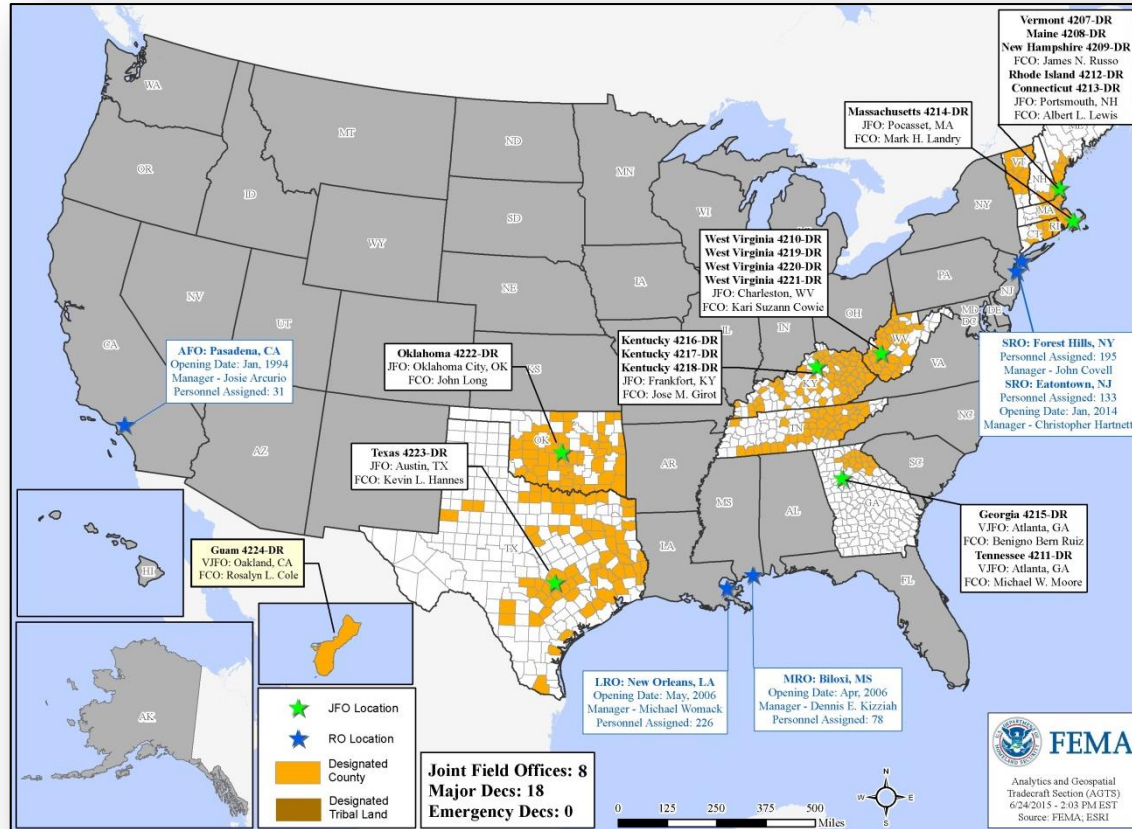 Vermont 4207-DR
Maine 4208-DR
New Hampshire 4209-DR
FCO: James N. Russo
Rhode Island 4212-DR
Connecticut 4213-DR
JFO: Portsmouth, NH
FCO: Albert L. Lewis
Massachusetts 4214-DR
JFO: Pocasset, MA
FCO: Mark H. Landry
West Virginia 4210-DR
West Virginia 4219-DR
West Virginia 4220-DR
West Virginia 4221-DR
JFO: Charleston, WV
FCO: Kari Suzann Cowie
Kentucky 4216-DR
Kentucky 4217-DR
Kentucky 4218-DR
JFO: Frankfort, KY
FCO: Jose M. Girot
Oklahoma 4222-DR
JFO: Oklahoma City, OK
FCO: John Long
AFO: Pasadena, CA
Opening Date: Jan, 1994
Manager - Josie Arcurio
Personnel Assigned: 31
SRO: Forest Hills, NY
Personnel Assigned: 195
Manager - John Covell
SRO: Eatontown, NJ
Personnel Assigned: 133
Opening Date: Jan, 2014
Manager - Christopher Hartnett
Texas 4223-DR
JFO: Austin, TX
FCO: Kevin L. Hannes
Georgia 4215-DR
VJFO: Atlanta, GA
FCO: Benigno Bern Ruiz
Tennessee 4211-DR
VJFO: Atlanta, GA
FCO: Michael W. Moore
Guam 4224-DR
VJFO: Oakland, CA
FCO: Rosalyn L. Cole
LRO: New Orleans, LA
Opening Date: May, 2006
Manager - Michael Womack
Personnel Assigned: 226
MRO: Biloxi, MS
Opening Date: Apr, 2006
Manager - Dennis E. Kizziah
Personnel Assigned: 78
WA
MT
ND
MN
OR
ID
SD
WI
WY
IA
NE
NV
UT
CA
AZ
KS
IL
IN
OH
PA
NY
VT
NH
MA
RI
CT
NJ
MD
DE
DC
WV
VA
KY
TN
NC
SC
OK
AR
TX
LA
MS
AL
GA
FL
HI
AK
JFO Location
RO Location
Designated
County
Designated
Tribal Land
Joint Field Offices: 8
Major Decs: 18
Emergency Decs: 0
0 125 250 375 500
Miles
N
W
E
S
FEMA
Analytics and Geospatial
Tradecraft Section (AGTS)
6/24/2015 - 2:03 PM EST
Source: FEMA; ESRI